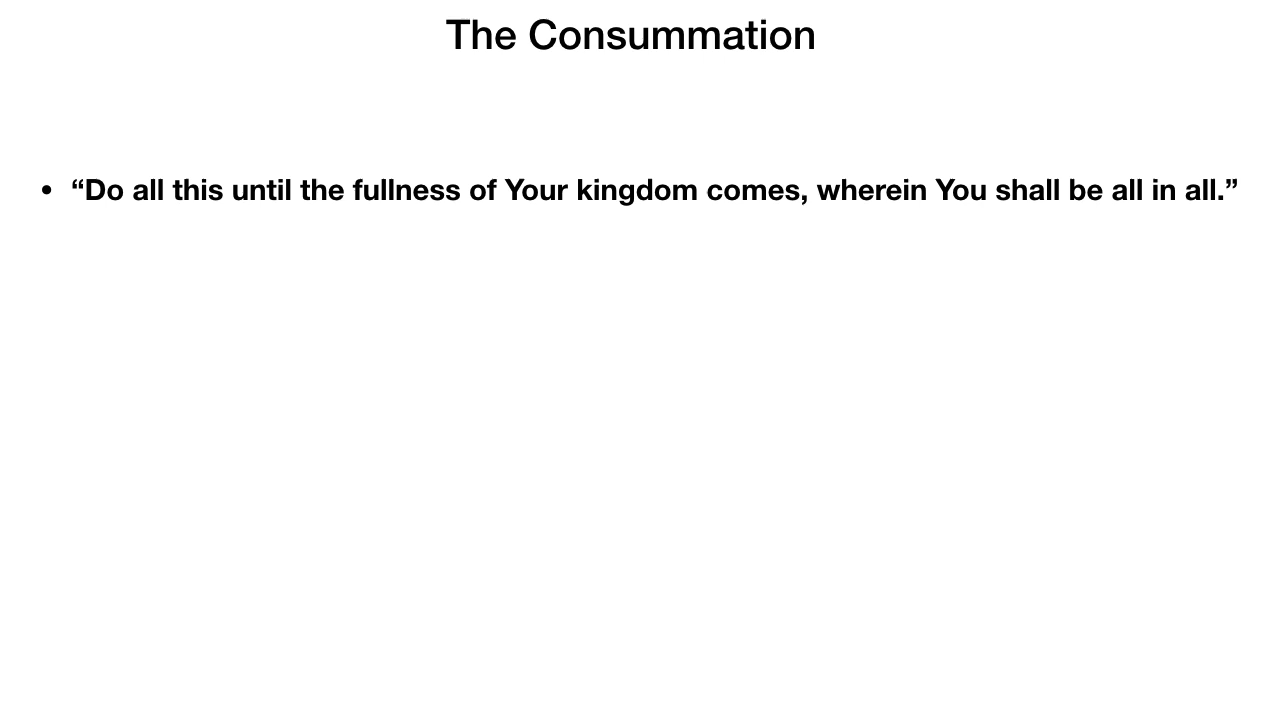 The Consummation
• “Do all this until the fullness of Your kingdom comes, wherein You shall be all in all.”